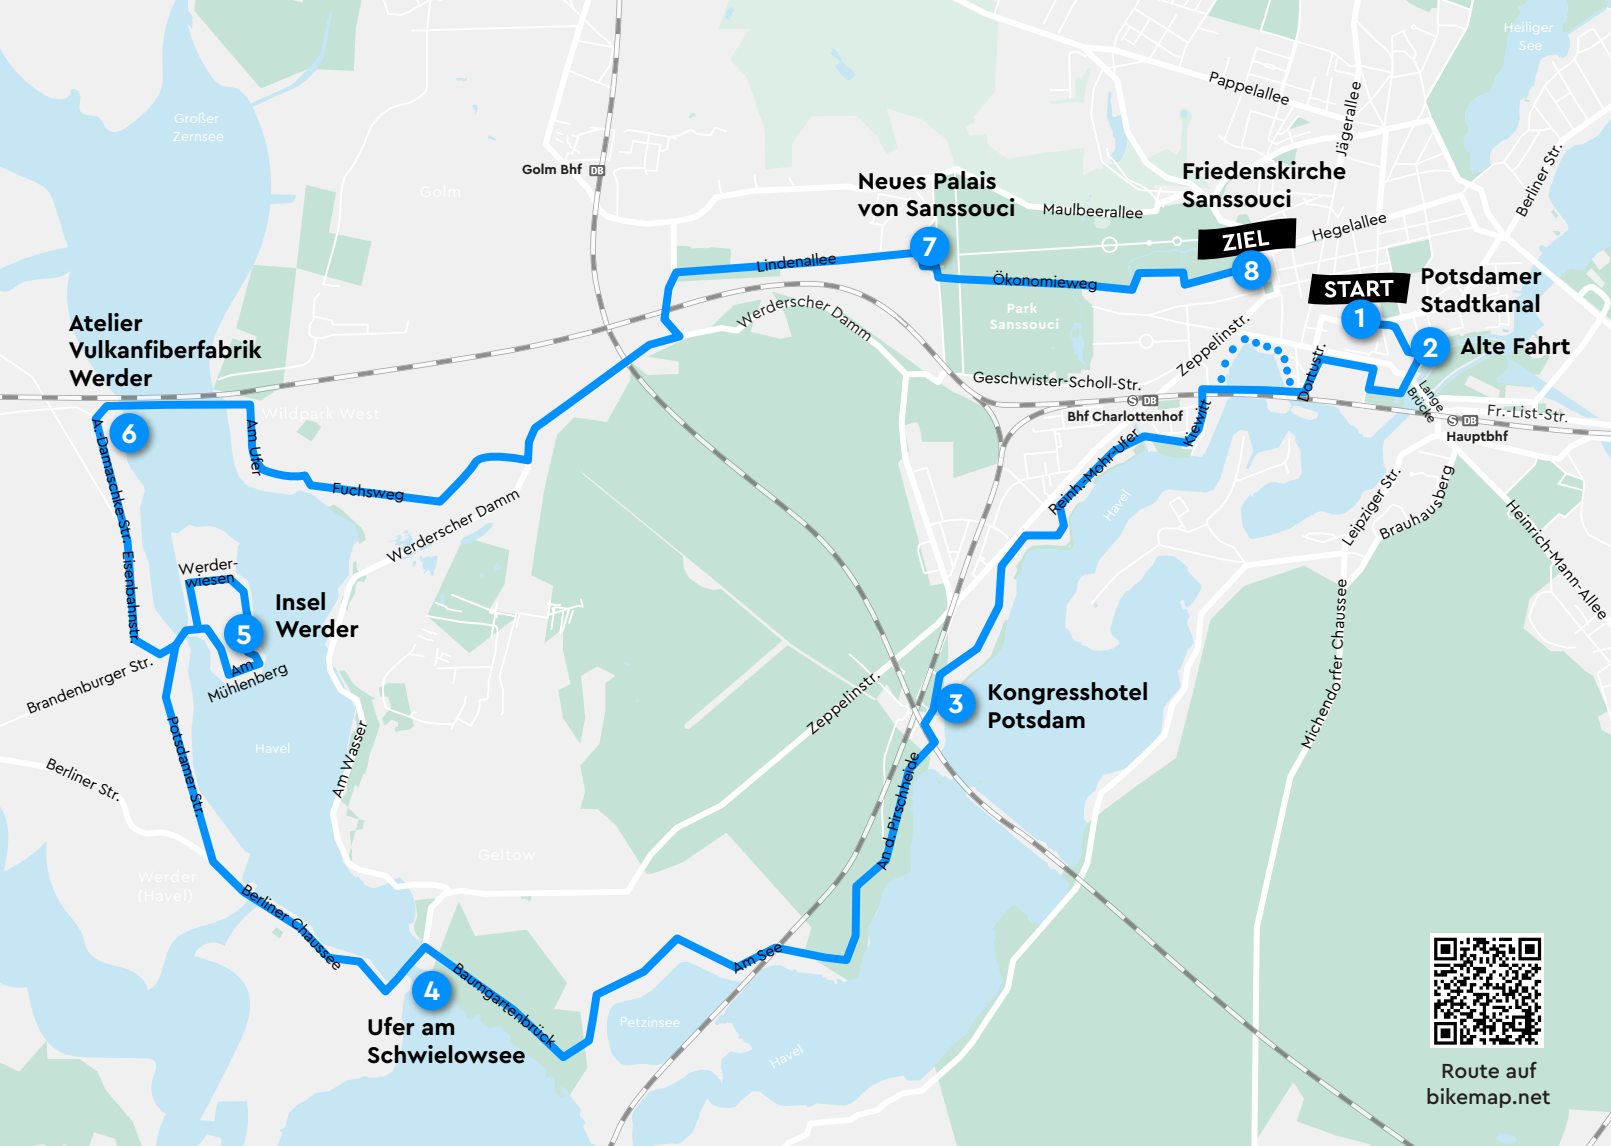 Heiliger
See
Pappelallee
Jägerallee
Großer
Zernsee
Berliner Str.
Golm Bhf DB
Golm
Neues Palais
von Sanssouci
Friedenskirche
Sanssouci
Maulbeerallee
Hegelallee
ZIEL
7
8
Lindenallee
Ökonomieweg
START
1
Potsdamer
Stadtkanal
2
Alte Fahrt
Park
Sanssouci
Werderscher Damm
Zeppelinstr.
Dortustr.
Atelier
Vulkanfiberfabrik
Werder
Geschwister-Scholl-Str.
S DB
Bhf Charlottenhof
Kiewitt
Lange
Brücke
Fr.-List-Str.
S DB
Hauptbhf
Wildpark West
6
A.-Damaschke-Str.
Am Ufer
Fuchsweg
Werderscher Damm
Reinh.-Mohr-Ufer
Havel
Leipziger Str.
Brauhausberg
Heinrich-Mann-Allee
Eisenbahnstr.
Werder-
wiesen
5
Insel
Werder
Am
Mühlenberg
Brandenburger Str.
Michendorfer Chaussee
Zeppelinstr.
3
Kongresshotel
Potsdam
Potsdamer Str.
Havel
Am Wasser
Berliner Str.
An d. Pirschheide
Geltow
Werder
(Havel)
Berliner Chaussee
Am See
4
Baumgartenbrück
Ufer am
Schwielowsee
Petzinsee
Havel
Route auf
bikemap.net